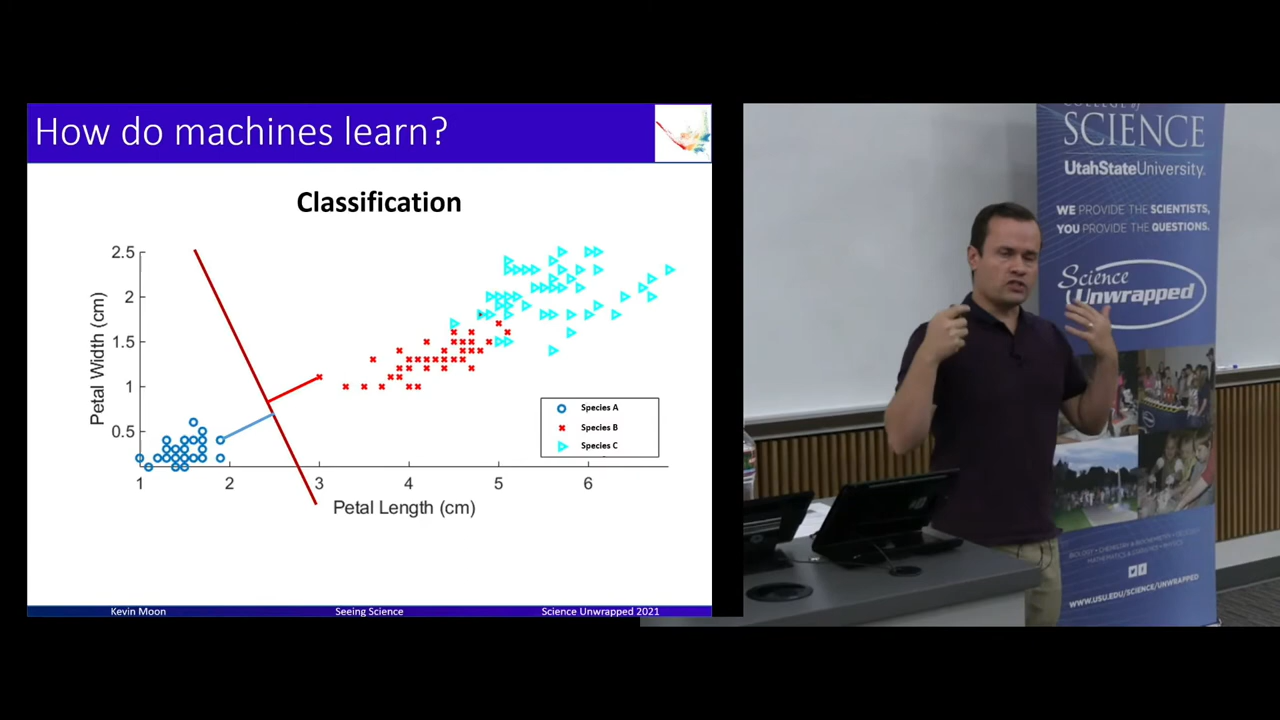 How do machines learn?
Classification
Petal Width (cm)
2.5
2
1.5
1
0.5
1 2 3 4 5 6
Petal Length (cm)
Species A
Species B
Species C
Kevin Moon Seeing Science Science Unwrapped 2021
COLLEGE of
SCIENCE
UtahStateUniversity.
WE PROVIDE THE SCIENTISTS,
YOU PROVIDE THE QUESTIONS.
Science
Unwrapped
WWW.USU.EDU/SCIENCE/UNWRAPPED